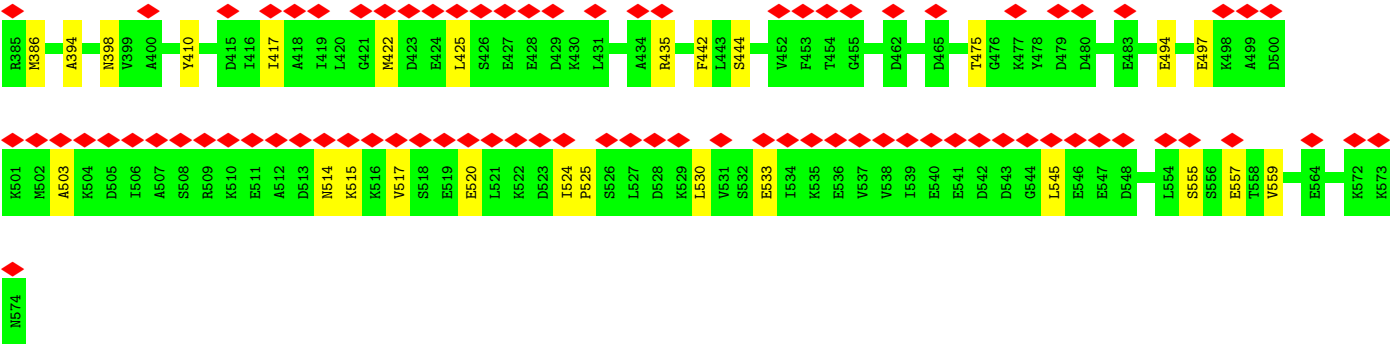 R385 M386 A394 N398 V399 A400 Y410 D415 I416 I417 A418 I419 L420 G421 M422 D423 E424 L425 S426 E427 E428 D429 K430 L431 A434 R435 F442 L443 S444 V452 F453 T454 G455 D462 D465 T475 G476 K477 Y478 D479 D480 E483 E494 E497 K498 A499 D500
K501 M502 A503 K504 D505 I506 A507 S508 R509 K510 E511 A512 D513 N514 K515 K516 V517 S518 E519 E520 L521 K522 D523 I524 P525 S526 L527 D528 K529 L530 V531 S532 E533 I534 K535 E536 V537 V538 I539 E540 E541 D542 D543 G544 L545 E546 E547 D548 L554 S555 S556 E557 T558 V559 E564 K572 K573
N574